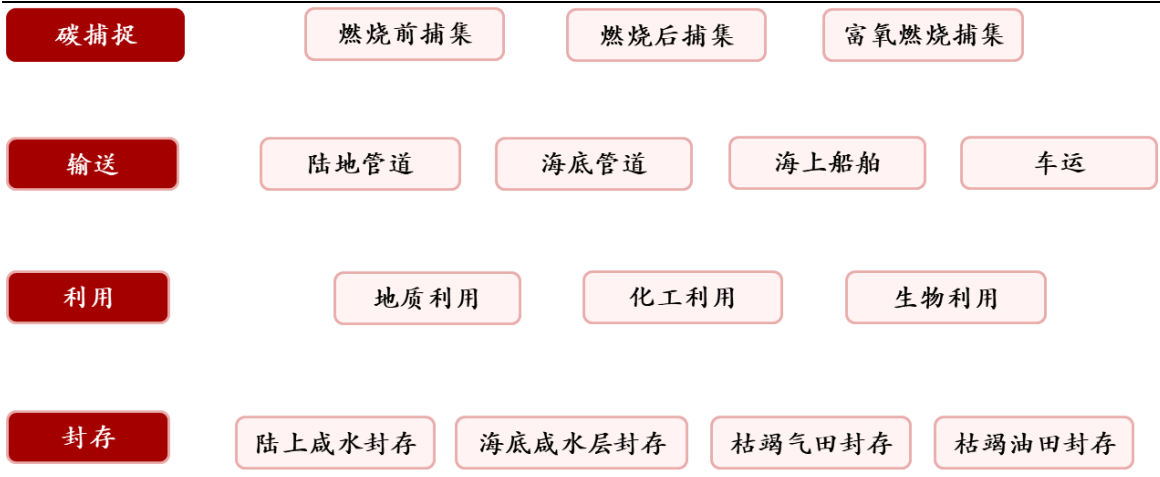 碳捕捉 燃烧前捕集 燃烧后捕集 富氧燃烧捕集
输送 陆地管道 海底管道 海上船舶 车运
利用 地质利用 化工利用 生物利用
封存 陆上咸水封存 海底咸水层封存 枯竭气田封存 枯竭油田封存